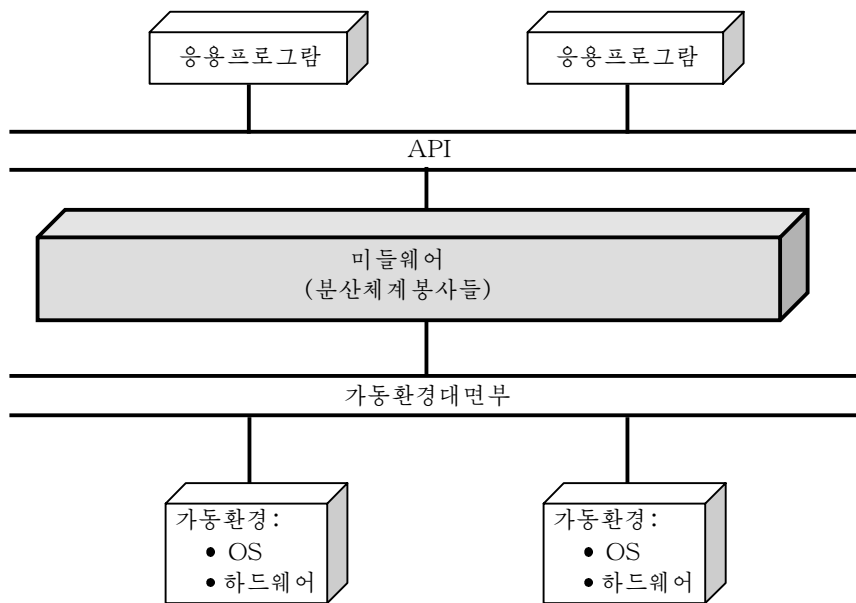 응용프로그람
응용프로그람
API
미들웨어
(분산체계봉사들)
가동환경대면부
가동환경:
• OS
• 하드웨어
가동환경:
• OS
• 하드웨어